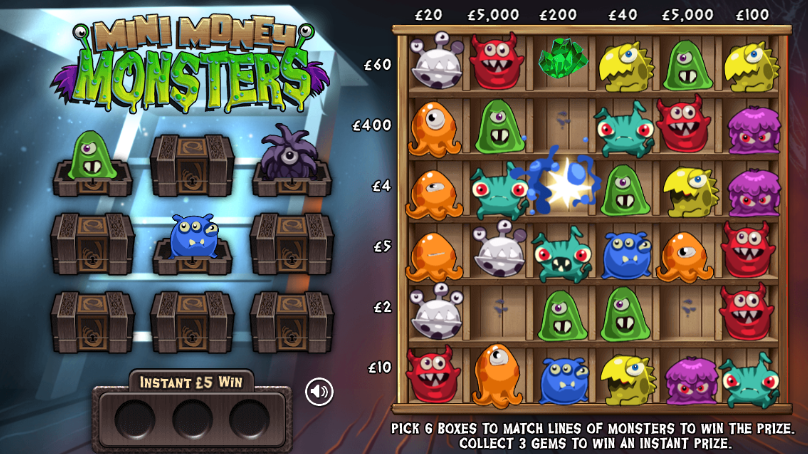 MINI MONEY
MONSTERS
£20 £5,000 £200 £40 £5,000 £100
£60
£400
£4
£5
£2
£10
INSTANT £5 WIN
PICK 6 BOXES TO MATCH LINES OF MONSTERS TO WIN THE PRIZE.
COLLECT 3 GEMS TO WIN AN INSTANT PRIZE.